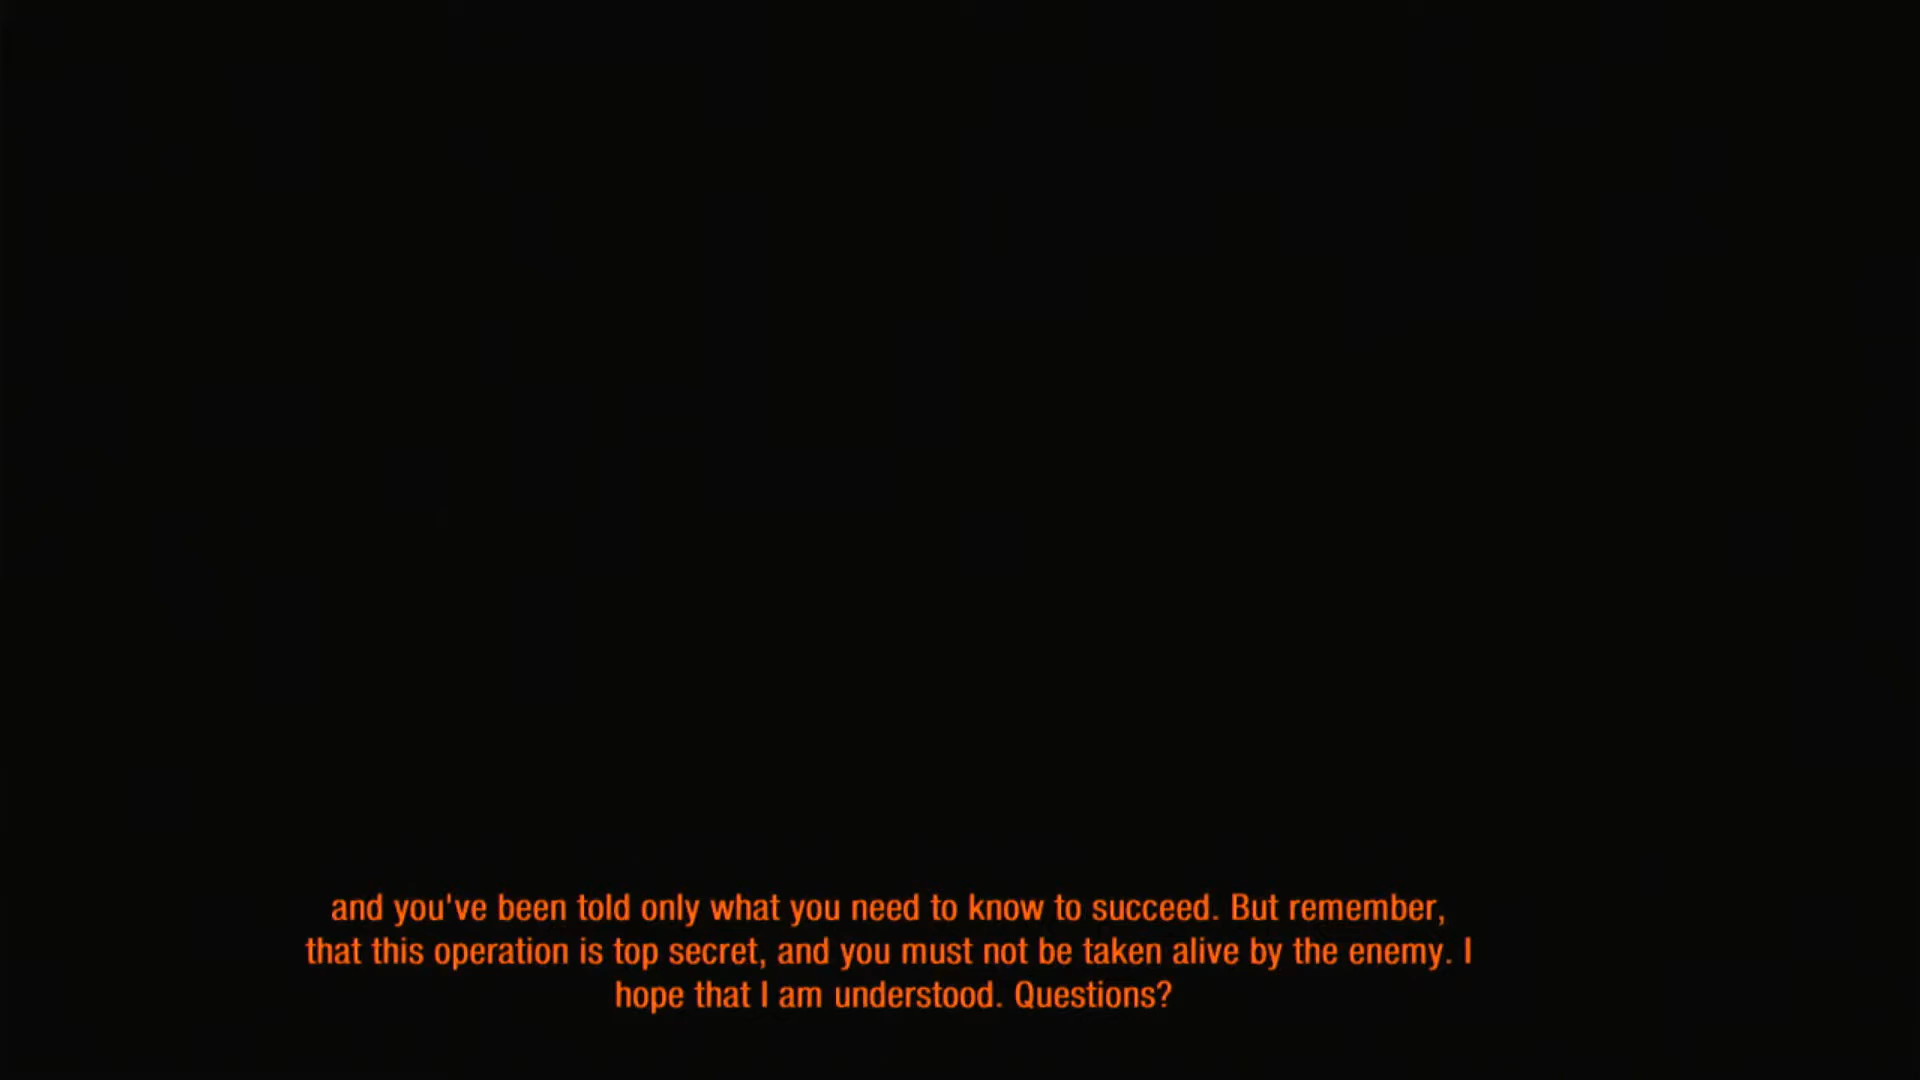 and you've been told only what you need to know to succeed. But remember,
that this operation is top secret, and you must not be taken alive by the enemy. I
hope that I am understood. Questions?